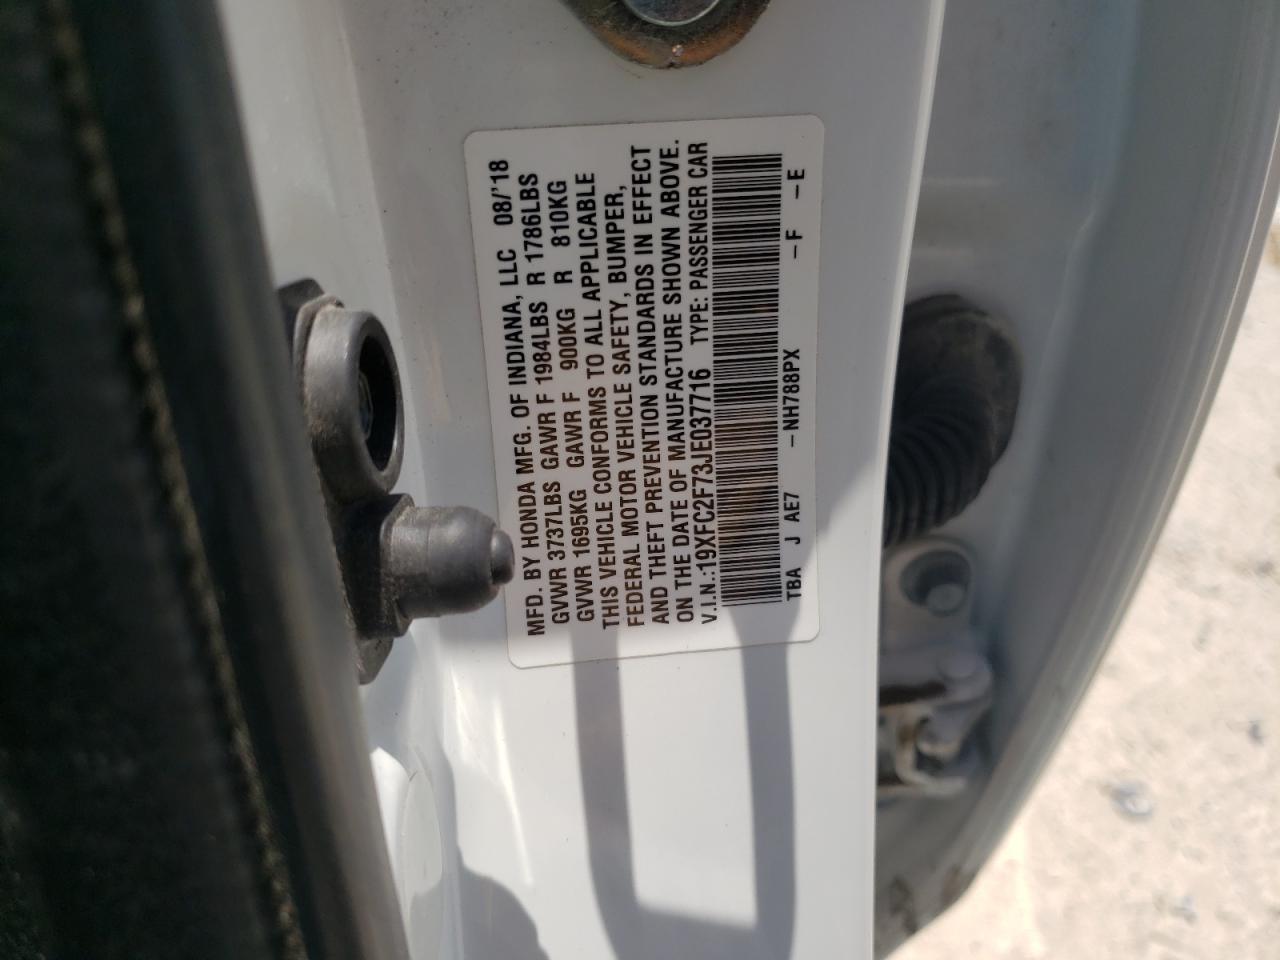 MFD. BY HONDA MFG. OF INDIANA, LLC 08/'18
GVWR 3737LBS GAWR F 1984LBS R 1786LBS
GVWR 1695KG GAWR F 900KG R 810KG
THIS VEHICLE CONFORMS TO ALL APPLICABLE
FEDERAL MOTOR VEHICLE SAFETY, BUMPER,
AND THEFT PREVENTION STANDARDS IN EFFECT
ON THE DATE OF MANUFACTURE SHOWN ABOVE.
V.I.N.:19XFC2F73JE037716 TYPE: PASSENGER CAR
TBA J AE7 –NH788PX –F –E